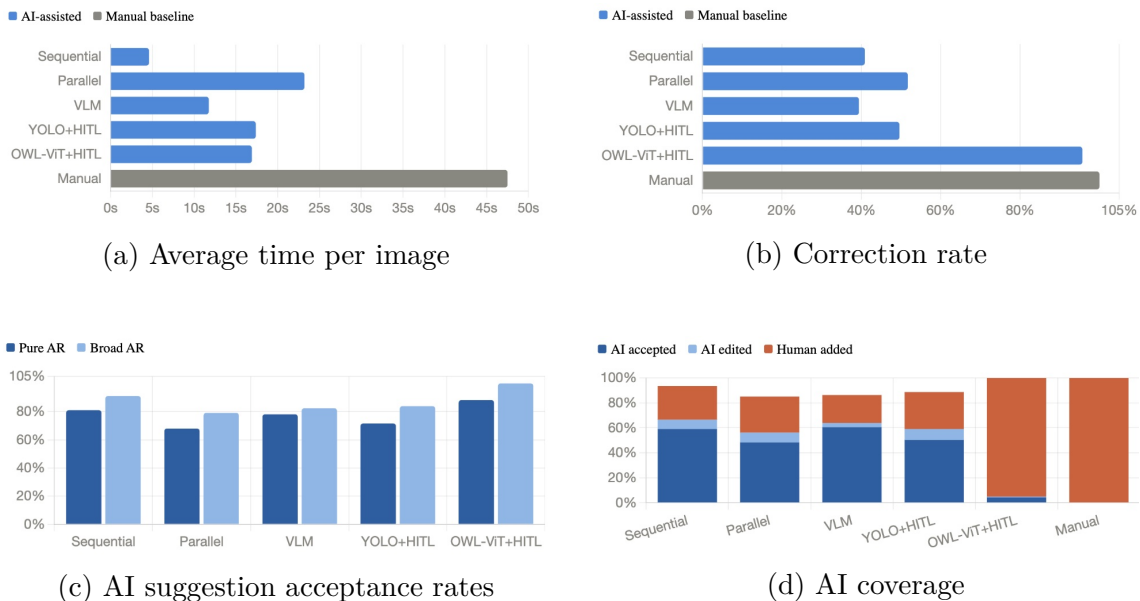 AI-assisted Manual baseline
Sequential
Parallel
VLM
YOLO+HITL
OWL-ViT+HITL
Manual
0s 5s 10s 15s 20s 25s 30s 35s 40s 45s 50s
(a) Average time per image
AI-assisted Manual baseline
Sequential
Parallel
VLM
YOLO+HITL
OWL-ViT+HITL
Manual
0% 20% 40% 60% 80% 105%
(b) Correction rate
Pure AR Broad AR
105%
80%
60%
40%
20%
0%
Sequential Parallel VLM YOLO+HITL OWL-ViT+HITL
(c) AI suggestion acceptance rates
AI accepted AI edited Human added
100%
80%
60%
40%
20%
0%
Sequential Parallel VLM YOLO+HITL OWL-ViT+HITL Manual
(d) AI coverage